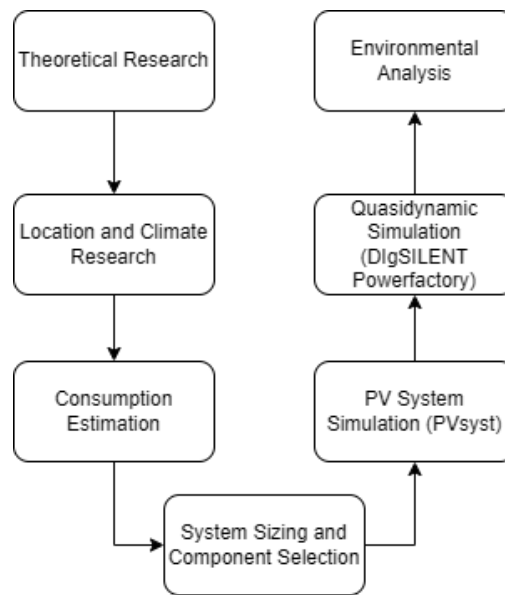 Theoretical Research
Location and Climate
Research
Consumption
Estimation
System Sizing and
Component Selection
PV System
Simulation (PVsyst)
Quasidynamic
Simulation
(DIgSILENT
Powerfactory)
Environmental
Analysis